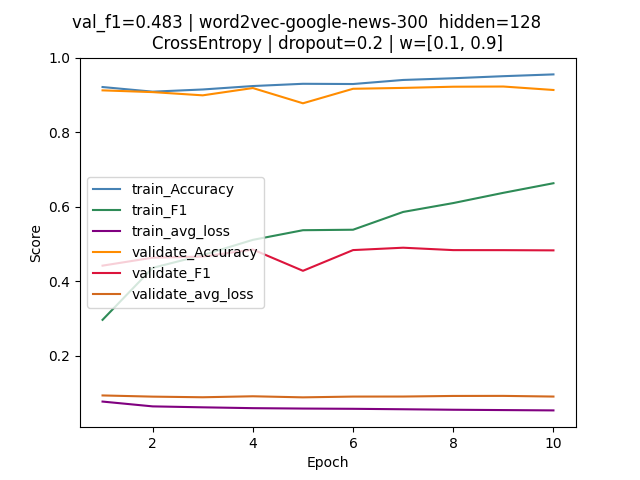 val_f1=0.483 | word2vec-google-news-300  hidden=128
CrossEntropy | dropout=0.2 | w=[0.1, 0.9]
1.0
0.8
0.6
0.4
0.2
Score
train_Accuracy
train_F1
train_avg_loss
validate_Accuracy
validate_F1
validate_avg_loss
2 4 6 8 10
Epoch